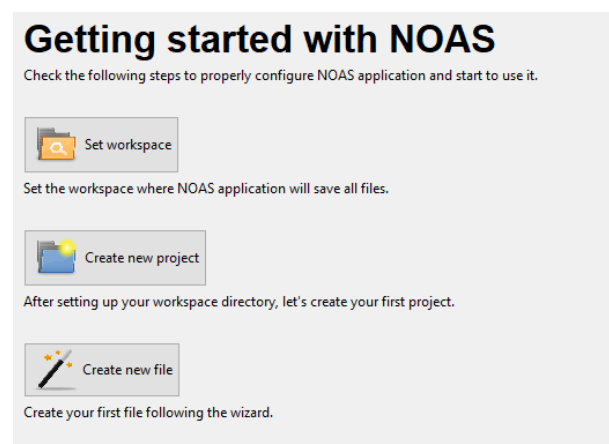 Getting started with NOAS
Check the following steps to properly configure NOAS application and start to use it.
Set workspace
Set the workspace where NOAS application will save all files.
Create new project
After setting up your workspace directory, let's create your first project.
Create new file
Create your first file following the wizard.